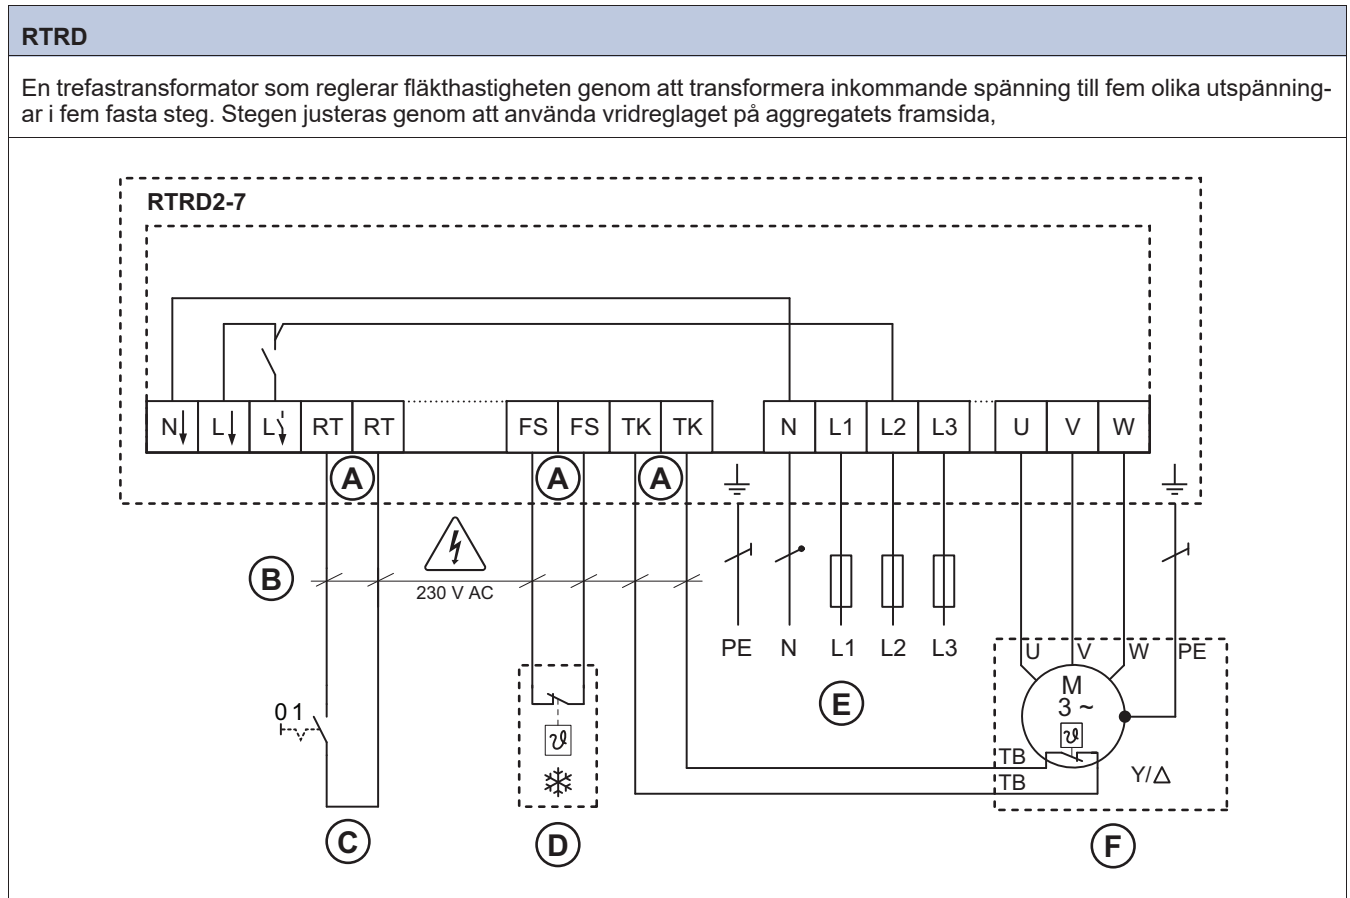 RTRD
En trefastransformator som reglerar fläkthastigheten genom att transformera inkommande spänning till fem olika utspänning-
ar i fem fasta steg. Stegen justeras genom att använda vridreglaget på aggregatets framsida,
RTRD2-7
N L L RT RT FS FS TK TK N L1 L2 L3 U V W
A A A
B 230 V AC
PE N L1 L2 L3 U V W PE
M
3 ~
E
0 1
TB
TB
Y/Δ
C D F